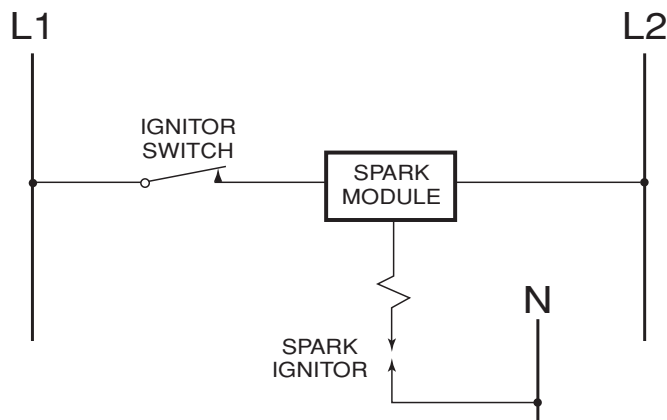 L1
L2
IGNITOR
SWITCH
SPARK
MODULE
N
SPARK
IGNITOR